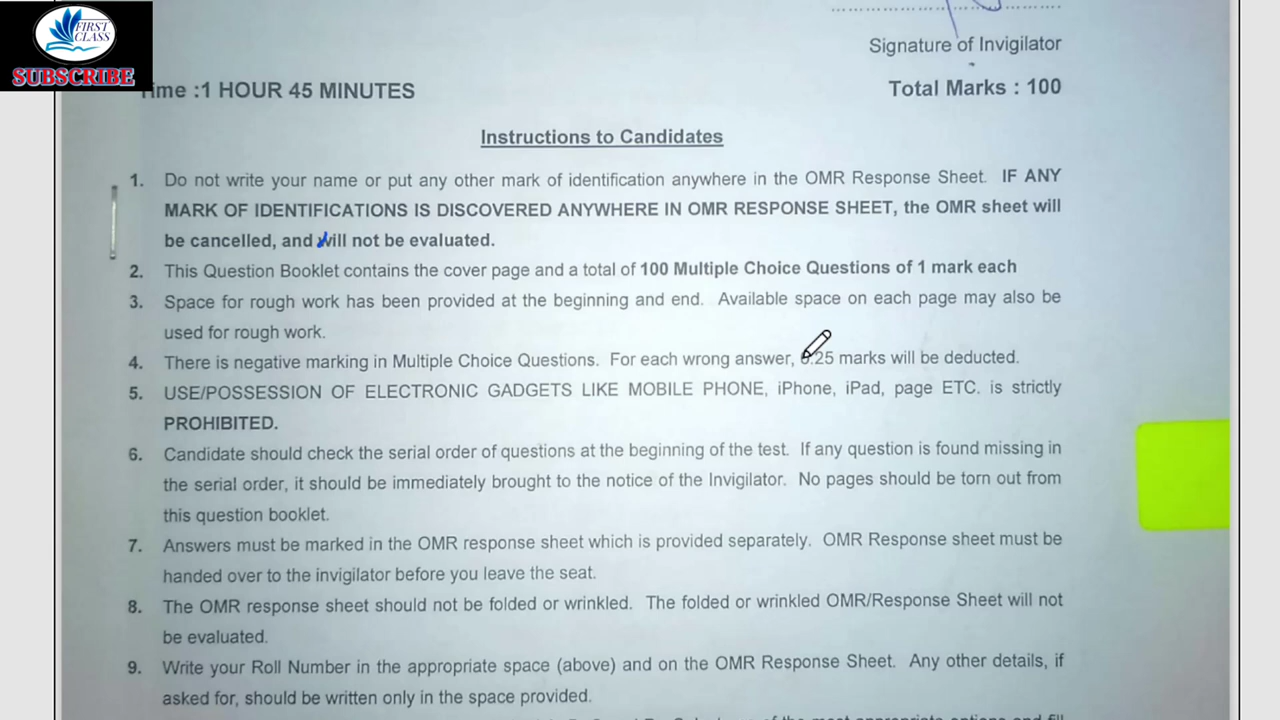 FIRST
CLASS
SUBSCRIBE
Signature of Invigilator
Time :1 HOUR 45 MINUTES
Total Marks : 100
Instructions to Candidates
1. Do not write your name or put any other mark of identification anywhere in the OMR Response Sheet. IF ANY
MARK OF IDENTIFICATIONS IS DISCOVERED ANYWHERE IN OMR RESPONSE SHEET, the OMR sheet will
be cancelled, and will not be evaluated.
2. This Question Booklet contains the cover page and a total of 100 Multiple Choice Questions of 1 mark each
3. Space for rough work has been provided at the beginning and end. Available space on each page may also be
used for rough work.
4. There is negative marking in Multiple Choice Questions. For each wrong answer, 0.25 marks will be deducted.
5. USE/POSSESSION OF ELECTRONIC GADGETS LIKE MOBILE PHONE, iPhone, iPad, page ETC. is strictly
PROHIBITED.
6. Candidate should check the serial order of questions at the beginning of the test. If any question is found missing in
the serial order, it should be immediately brought to the notice of the Invigilator. No pages should be torn out from
this question booklet.
7. Answers must be marked in the OMR response sheet which is provided separately. OMR Response sheet must be
handed over to the invigilator before you leave the seat.
8. The OMR response sheet should not be folded or wrinkled. The folded or wrinkled OMR/Response Sheet will not
be evaluated.
9. Write your Roll Number in the appropriate space (above) and on the OMR Response Sheet. Any other details, if
asked for, should be written only in the space provided.
of the most appropriate options and fill